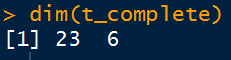 > dim(t_complete)
[1] 23  6